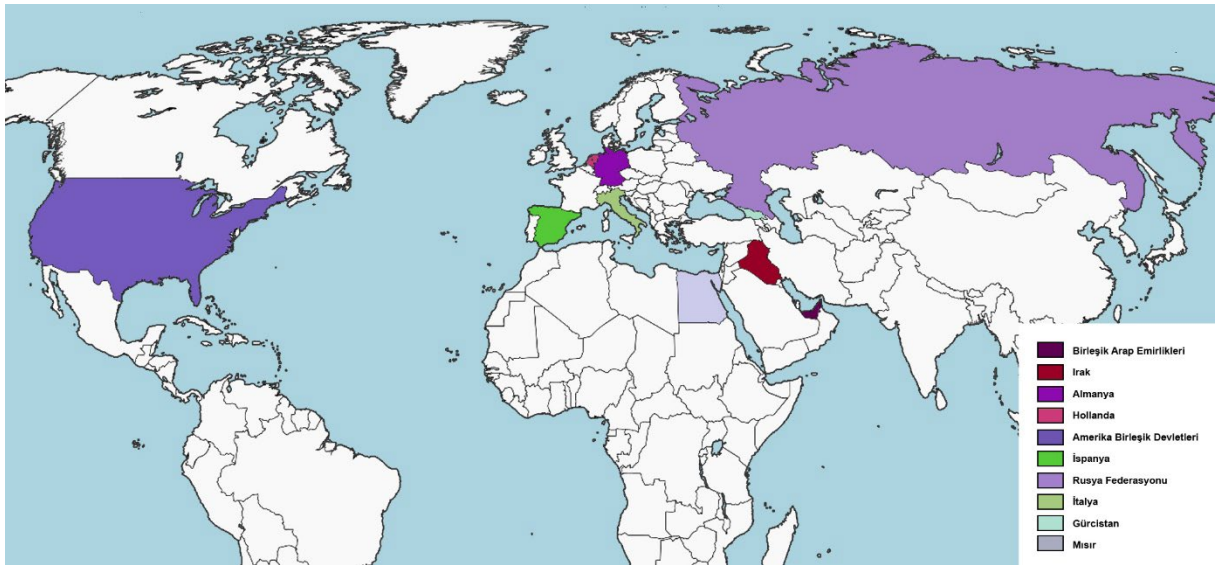 Birleşik Arap Emirlikleri
Irak
Almanya
Hollanda
Amerika Birleşik Devletleri
İspanya
Rusya Federasyonu
İtalya
Gürcistan
Mısır